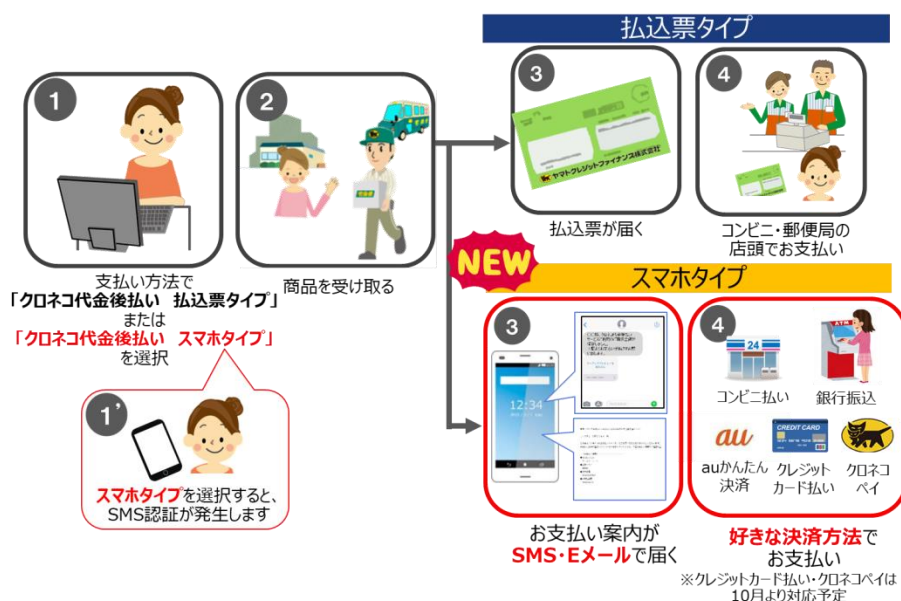 払込票タイプ
1
2
3
ヤマトクレジットファイナンス株式会社
4
支払い方法で
「クロネコ代金後払い 払込票タイプ」
または
「クロネコ代金後払い スマホタイプ」
を選択
商品を受け取る
払込票が届く
コンビニ・郵便局の
店頭でお支払い
1’
スマホタイプを選択すると、
SMS認証が発生します
NEW
スマホタイプ
3
12:34
お支払い案内が
SMS・Eメールで届く
4
24
コンビニ払い
ATM
銀行振込
au
auかんたん
決済
CREDIT CARD
クレジット
カード払い
クロネコ
ペイ
好きな決済方法で
お支払い
※クレジットカード払い・クロネコペイは
10月より対応予定